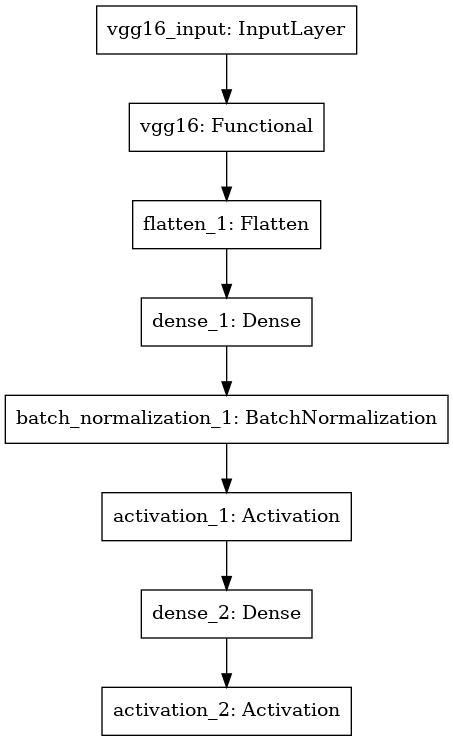 vgg16_input: InputLayer
vgg16: Functional
flatten_1: Flatten
dense_1: Dense
batch_normalization_1: BatchNormalization
activation_1: Activation
dense_2: Dense
activation_2: Activation